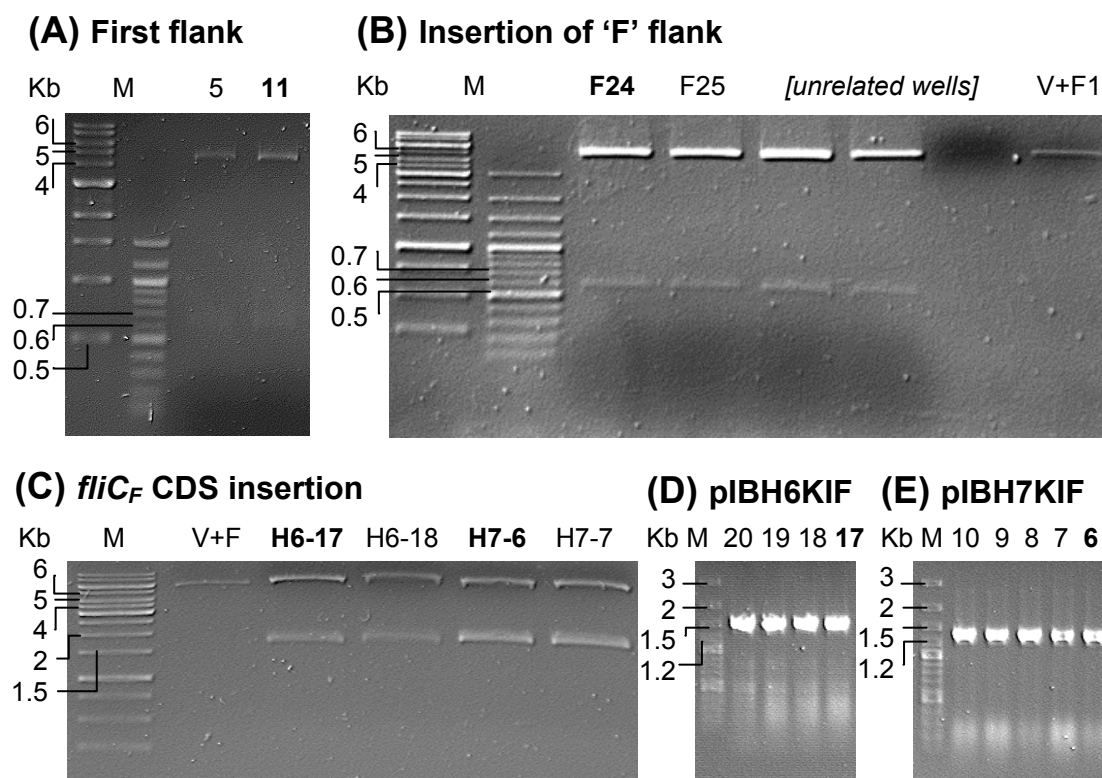 (A) First flank
Kb M 5 11
6
5
4
0.7
0.6
0.5
(B) Insertion of ‘F’ flank
Kb M F24 F25 [unrelated wells] V+F1
6
5
4
0.7
0.6
0.5
(C) fliCF CDS insertion
Kb M V+F H6-17 H6-18 H7-6 H7-7
6
5
4
2
1.5
(D) pIBH6KIF
Kb M 20 19 18 17
3
2
1.5
1.2
(E) pIBH7KIF
Kb M 10 9 8 7 6
3
2
1.5
1.2